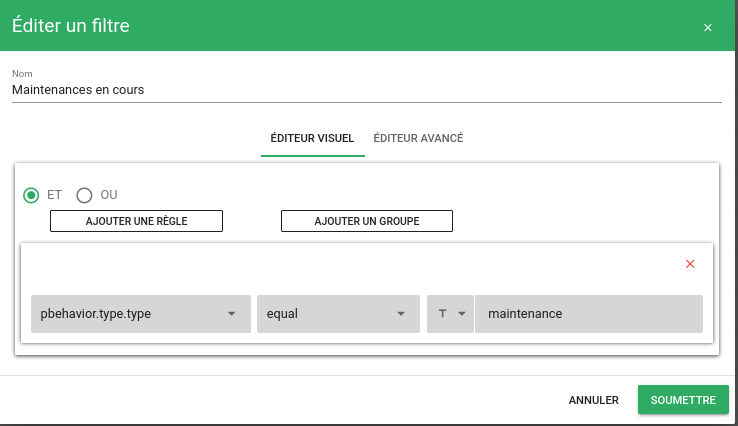 Éditer un filtre
×
Nom
Maintenances en cours
ÉDITEUR VISUEL ÉDITEUR AVANCÉ
ET OU
AJOUTER UNE RÈGLE AJOUTER UN GROUPE
pbehavior.type.type equal T maintenance
ANNULER SOUMETTRE